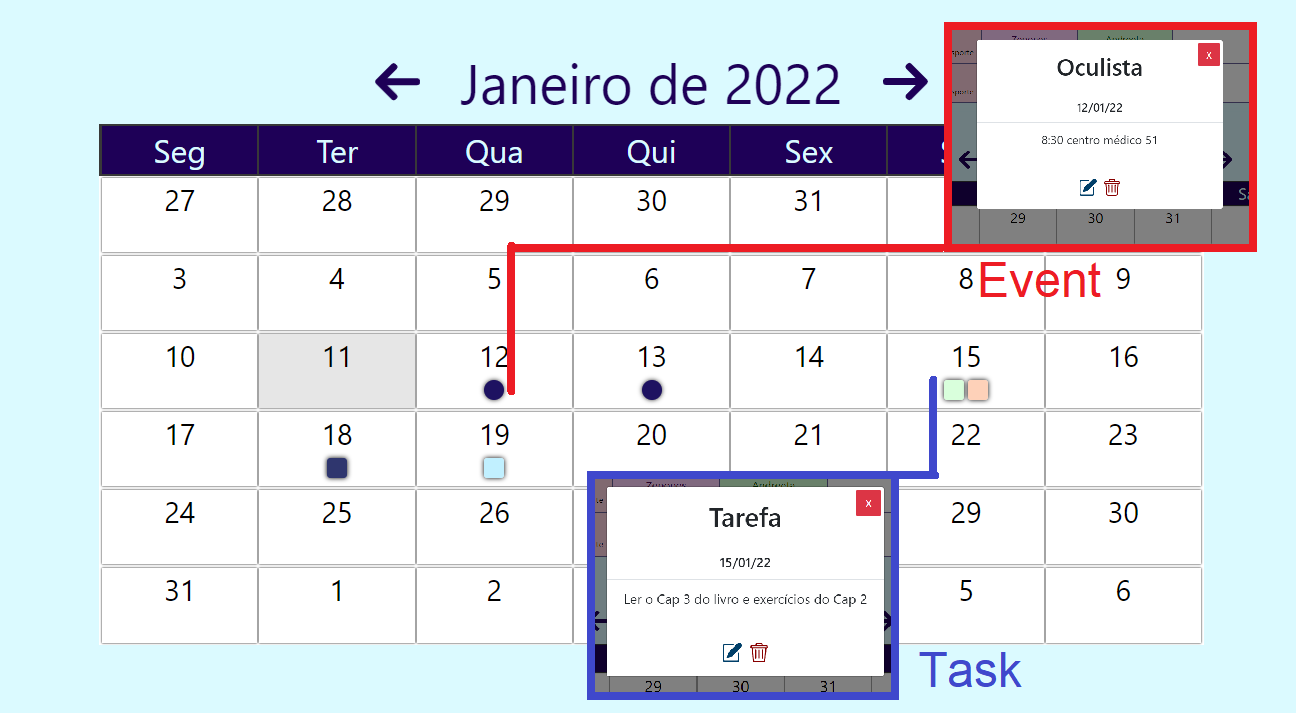 Janeiro de 2022
Seg Ter Qua Qui Sex
27 28 29 30 31
3 4 5 6 7 8 9
10 11 12 13 14 15 16
17 18 19 20 21 22 23
24 25 26 29 30
31 1 2 5 6
x
Oculista
12/01/22
8:30 centro médico 51
29 30 31
Event
x
Tarefa
15/01/22
Ler o Cap 3 do livro e exercícios do Cap 2
29 30 31
Task